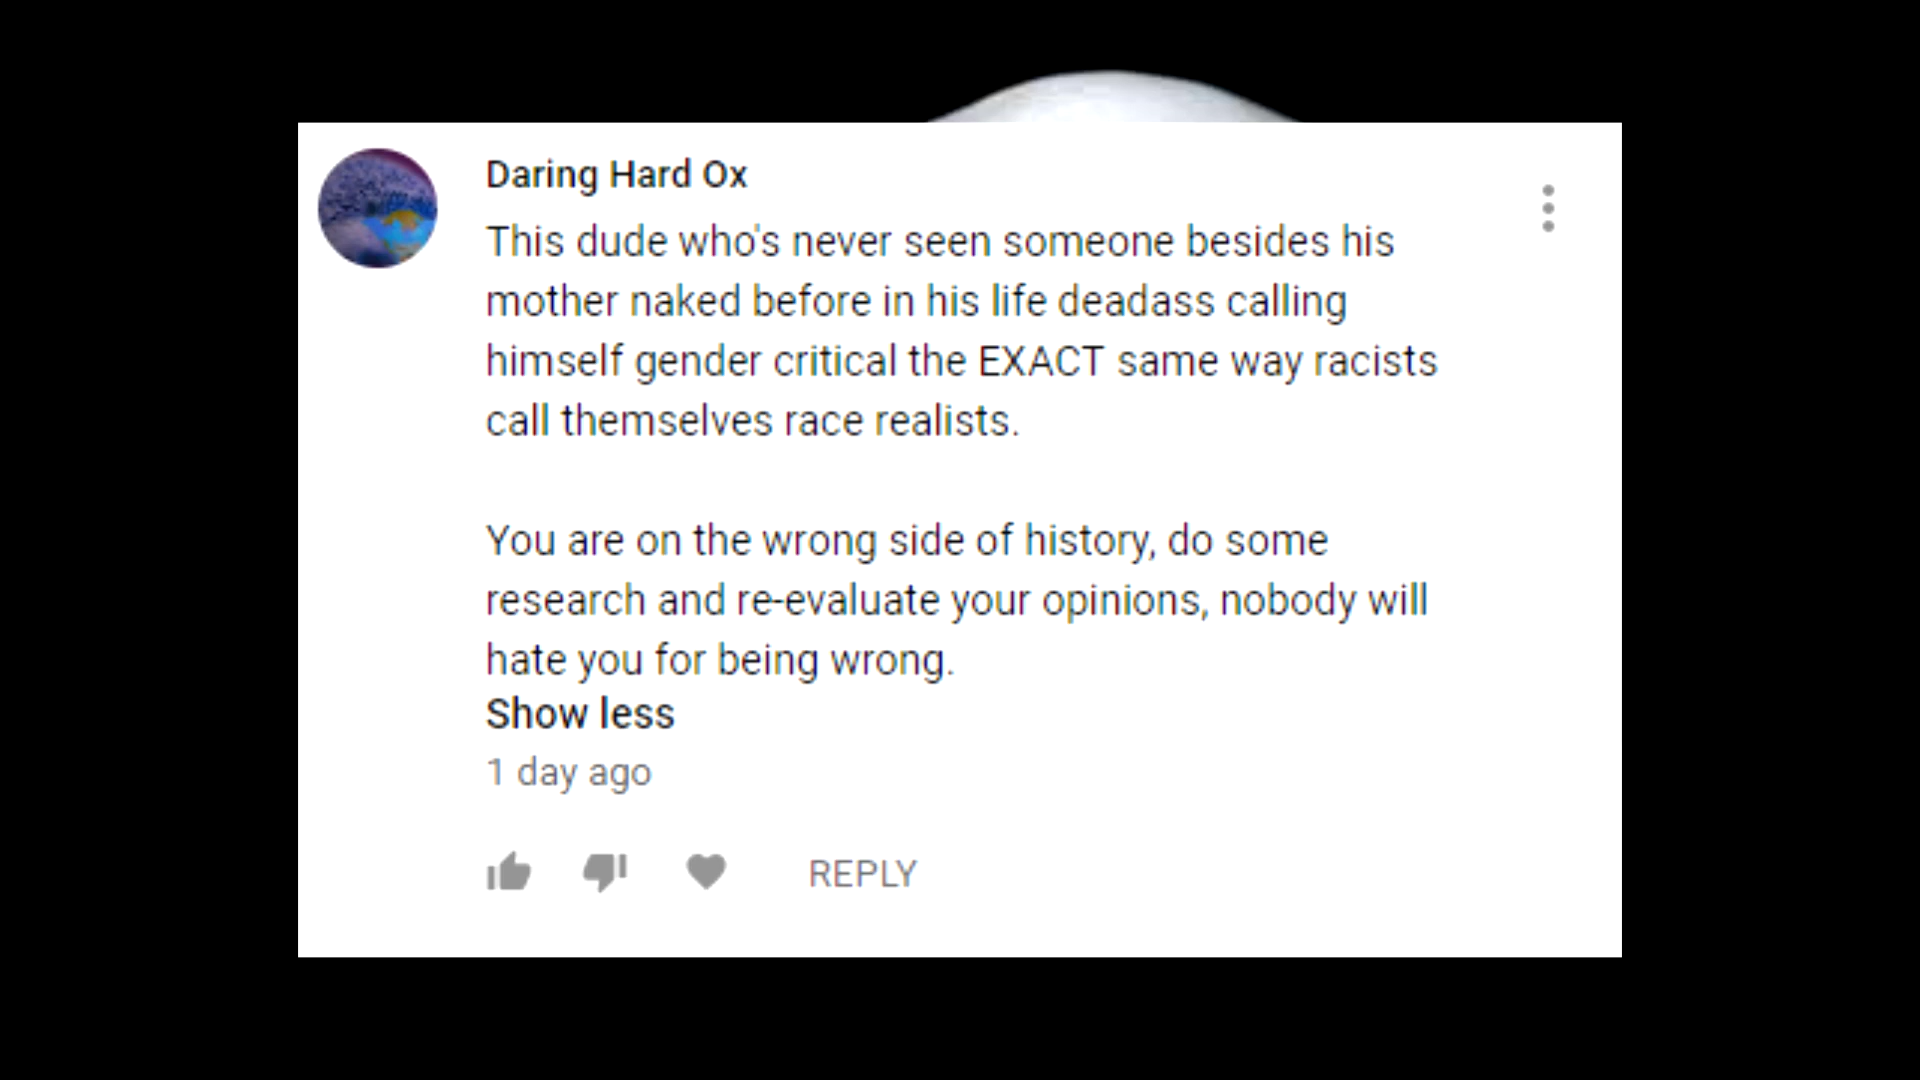 Daring Hard Ox
This dude who's never seen someone besides his
mother naked before in his life deadass calling
himself gender critical the EXACT same way racists
call themselves race realists.
You are on the wrong side of history, do some
research and re-evaluate your opinions, nobody will
hate you for being wrong.
Show less
1 day ago
REPLY